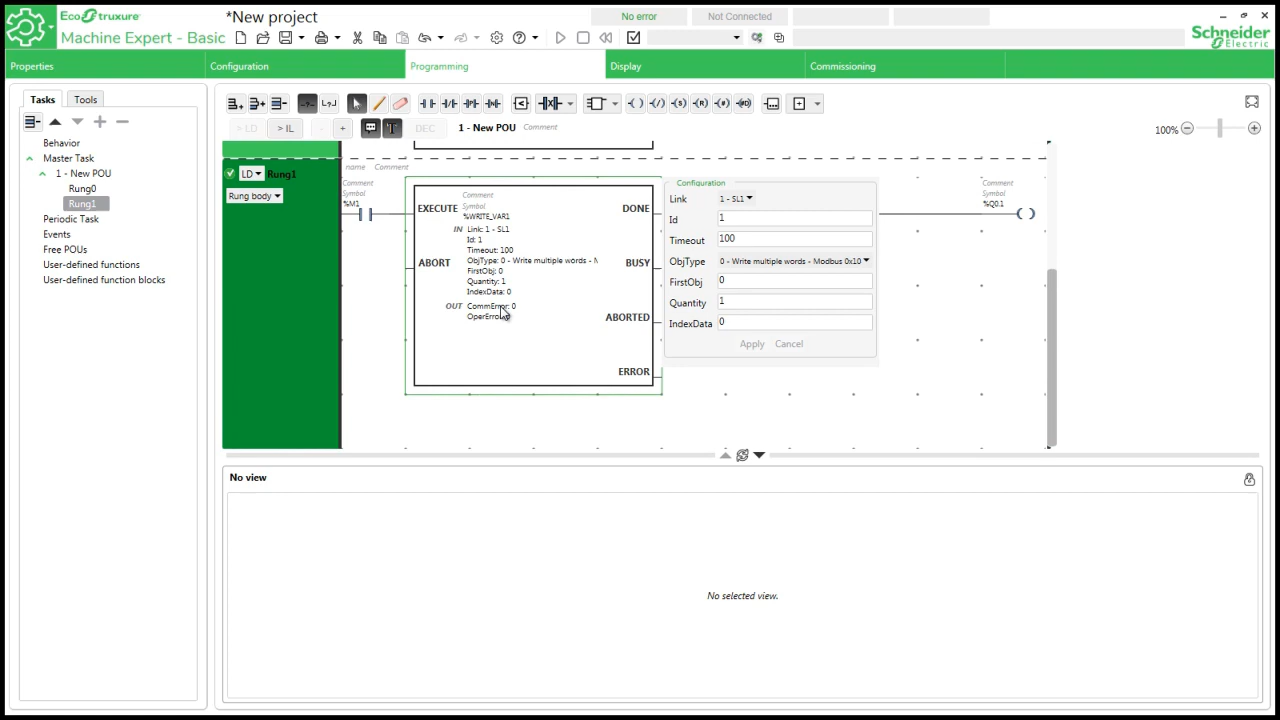 EcoStruxure
*New project
No error
Not Connected
Machine Expert - Basic
Schneider
Electric
Properties
Configuration
Programming
Display
Commissioning
Tasks
Tools
> LD
> IL
-
+
DEC
1 - New POU
Comment
100%
Behavior
Master Task
1 - New POU
Rung0
Rung1
Periodic Task
Events
Free POUs
User-defined functions
User-defined function blocks
LD
Rung1
name
Comment
Rung body
Comment
Symbol
%M1
Comment
Symbol
%WRITE_VAR1
EXECUTE
DONE
IN
Link: 1 - SL1
Id: 1
Timeout: 100
ABORT
ObjType: 0 - Write multiple words - M
BUSY
FirstObj: 0
Quantity: 1
IndexData: 0
OUT
CommError: 0
ABORTED
ERROR
Configuration
Link
1 - SL1
Id
1
Timeout
100
ObjType
0 - Write multiple words - Modbus 0x10
FirstObj
0
Quantity
1
IndexData
0
Apply
Cancel
Comment
Symbol
%Q0.1
No view
No selected view.